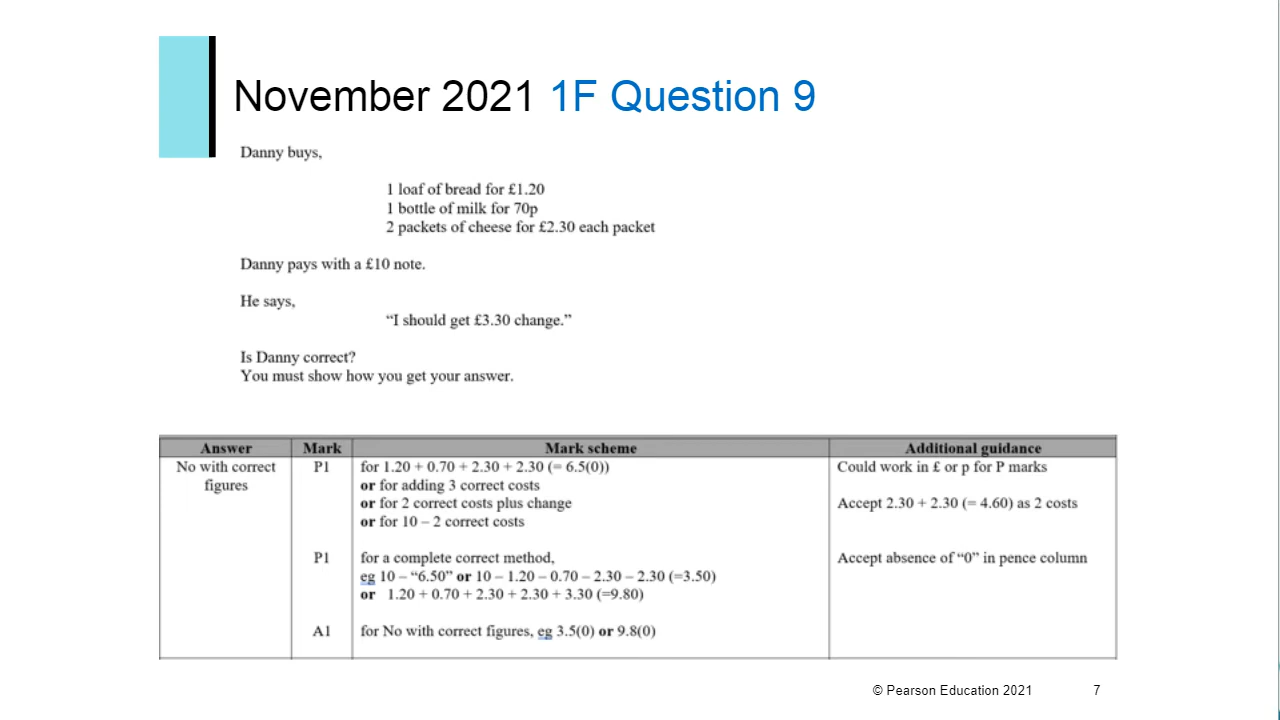 November 2021 1F Question 9
Danny buys,
1 loaf of bread for £1.20
1 bottle of milk for 70p
2 packets of cheese for £2.30 each packet
Danny pays with a £10 note.
He says,
“I should get £3.30 change.”
Is Danny correct?
You must show how you get your answer.
Answer Mark Mark scheme Additional guidance
No with correct P1 for 1.20 + 0.70 + 2.30 + 2.30 (= 6.5(0)) Could work in £ or p for P marks
figures or for adding 3 correct costs
or for 2 correct costs plus change Accept 2.30 + 2.30 (= 4.60) as 2 costs
or for 10 – 2 correct costs
P1 for a complete correct method, Accept absence of “0” in pence column
eg 10 – “6.50” or 10 – 1.20 – 0.70 – 2.30 – 2.30 (=3.50)
or 1.20 + 0.70 + 2.30 + 2.30 + 3.30 (=9.80)
A1 for No with correct figures, eg 3.5(0) or 9.8(0)
© Pearson Education 2021 7